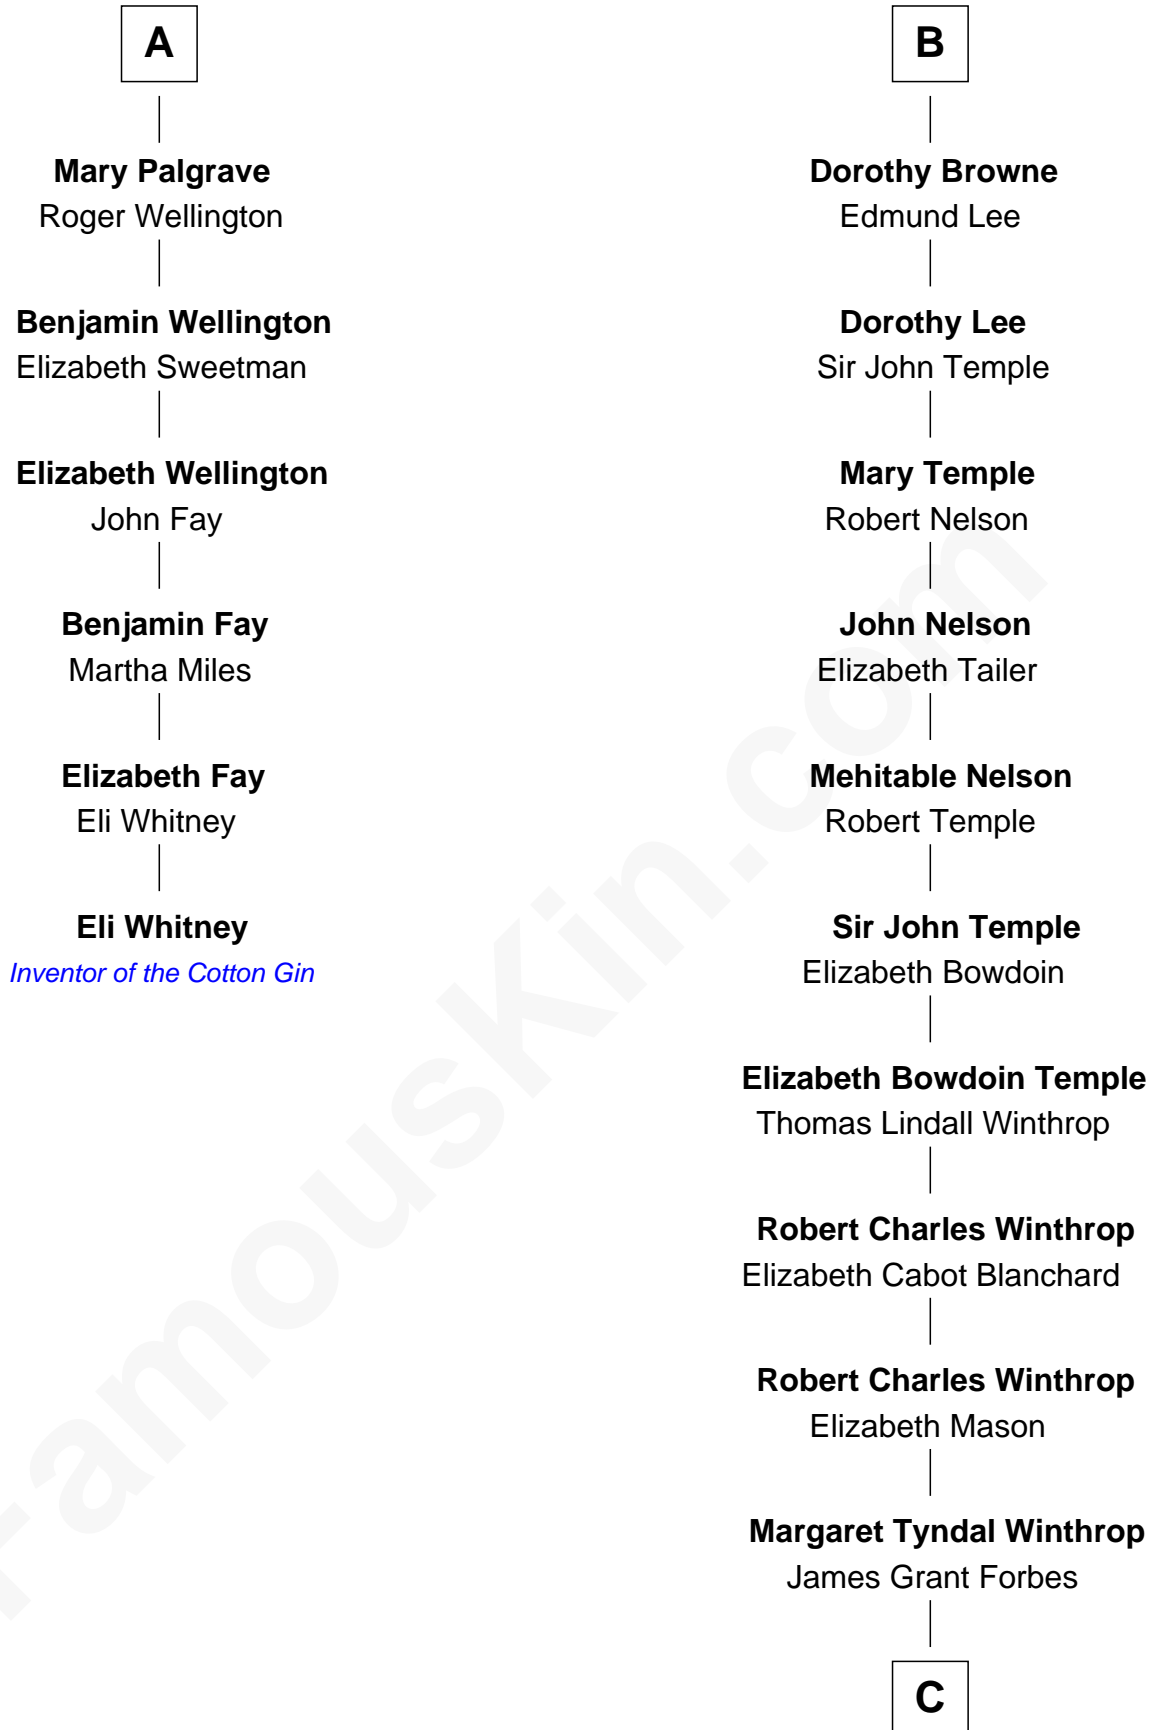 A
Mary Palgrave
Roger Wellington
Benjamin Wellington
Elizabeth Sweetman
Elizabeth Wellington
John Fay
Benjamin Fay
Martha Miles
Elizabeth Fay
Eli Whitney
Eli Whitney
Inventor of the Cotton Gin
B
Dorothy Browne
Edmund Lee
Dorothy Lee
Sir John Temple
Mary Temple
Robert Nelson
John Nelson
Elizabeth Tailer
Mehitable Nelson
Robert Temple
Sir John Temple
Elizabeth Bowdoin
Elizabeth Bowdoin Temple
Thomas Lindall Winthrop
Robert Charles Winthrop
Elizabeth Cabot Blanchard
Robert Charles Winthrop
Elizabeth Mason
Margaret Tyndal Winthrop
James Grant Forbes
C
FamousKin.com